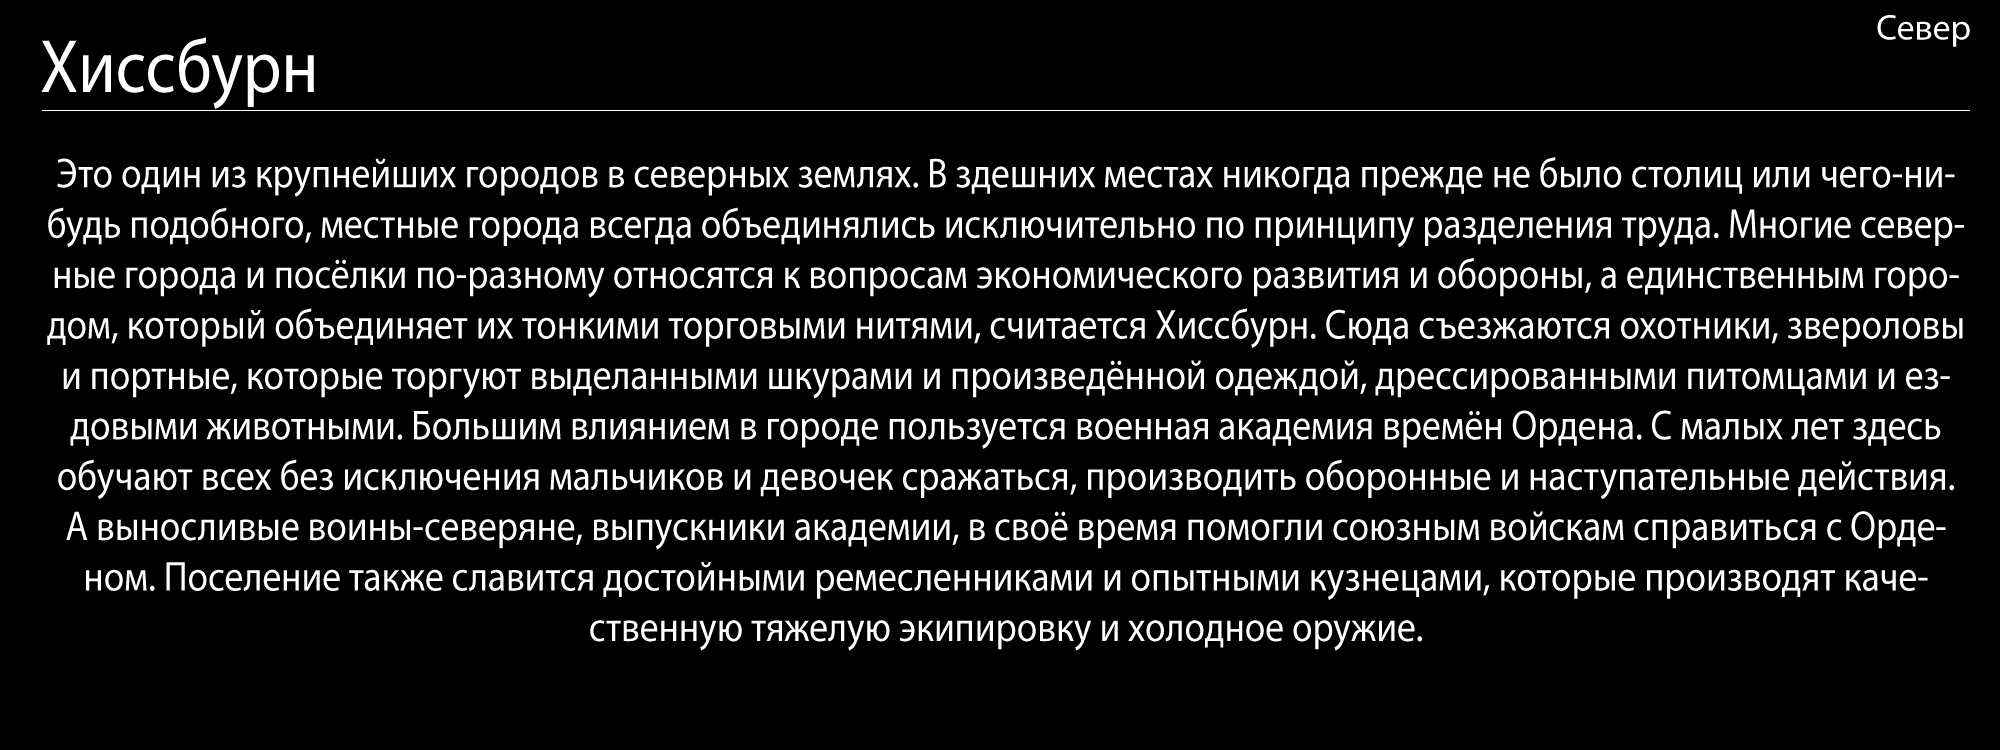 Север
Хиссбурн
Это один из крупнейших городов в северных землях. В здешних местах никогда прежде не было столиц или чего-ни-
будь подобного, местные города всегда объединялись исключительно по принципу разделения труда. Многие север-
ные города и посёлки по-разному относятся к вопросам экономического развития и обороны, а единственным горо-
дом, который объединяет их тонкими торговыми нитями, считается Хиссбурн. Сюда съезжаются охотники, звероловы
и портные, которые торгуют выделанными шкурами и произведённой одеждой, дрессированными питомцами и ез-
довыми животными. Большим влиянием в городе пользуется военная академия времён Ордена. С малых лет здесь
обучают всех без исключения мальчиков и девочек сражаться, производить оборонные и наступательные действия.
А выносливые воины-северяне, выпускники академии, в своё время помогли союзным войскам справиться с Орде-
ном. Поселение также славится достойными ремесленниками и опытными кузнецами, которые производят каче-
ственную тяжелую экипировку и холодное оружие.